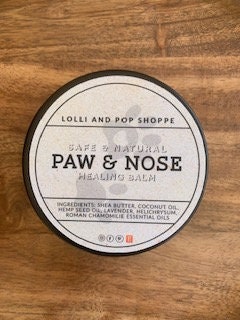 LOLLI AND POP SHOPPE
SAFE & NATURAL
PAW & NOSE
HEALING BALM
INGREDIENTS: SHEA BUTTER, COCONUT OIL,
HEMP SEED OIL, LAVENDER, HELICHRYSUM,
ROMAN CHAMOMILIE ESSENTIAL OILS